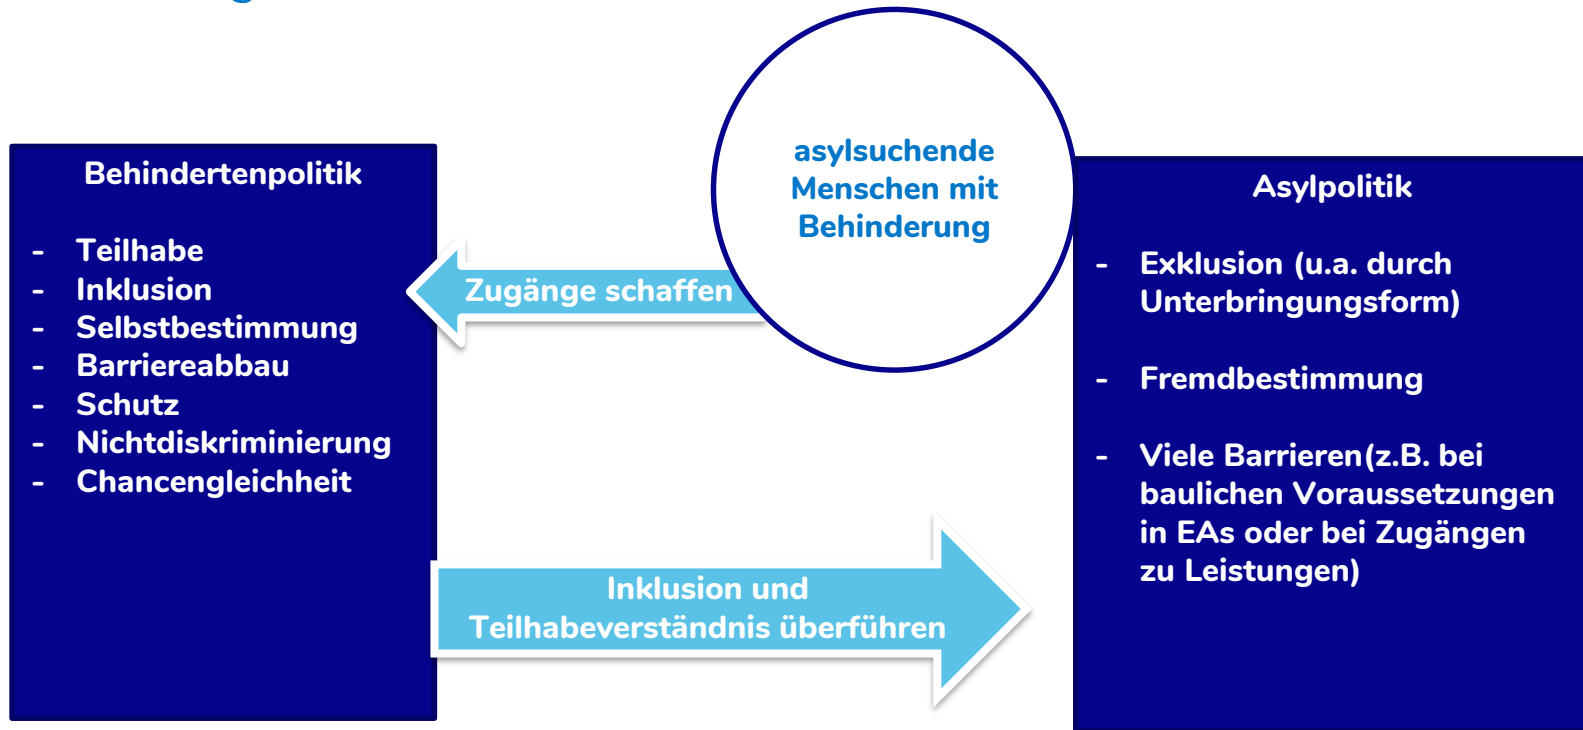 Behindertenpolitik
- Teilhabe
- Inklusion
- Selbstbestimmung
- Barriereabbau
- Schutz
- Nichtdiskriminierung
- Chancengleichheit
asylsuchende
Menschen mit
Behinderung
Zugänge schaffen
Inklusion und
Teilhabeverständnis überführen
Asylpolitik
- Exklusion (u.a. durch
Unterbringungsform)
- Fremdbestimmung
- Viele Barrieren(z.B. bei
baulichen Voraussetzungen
in EAs oder bei Zugängen
zu Leistungen)